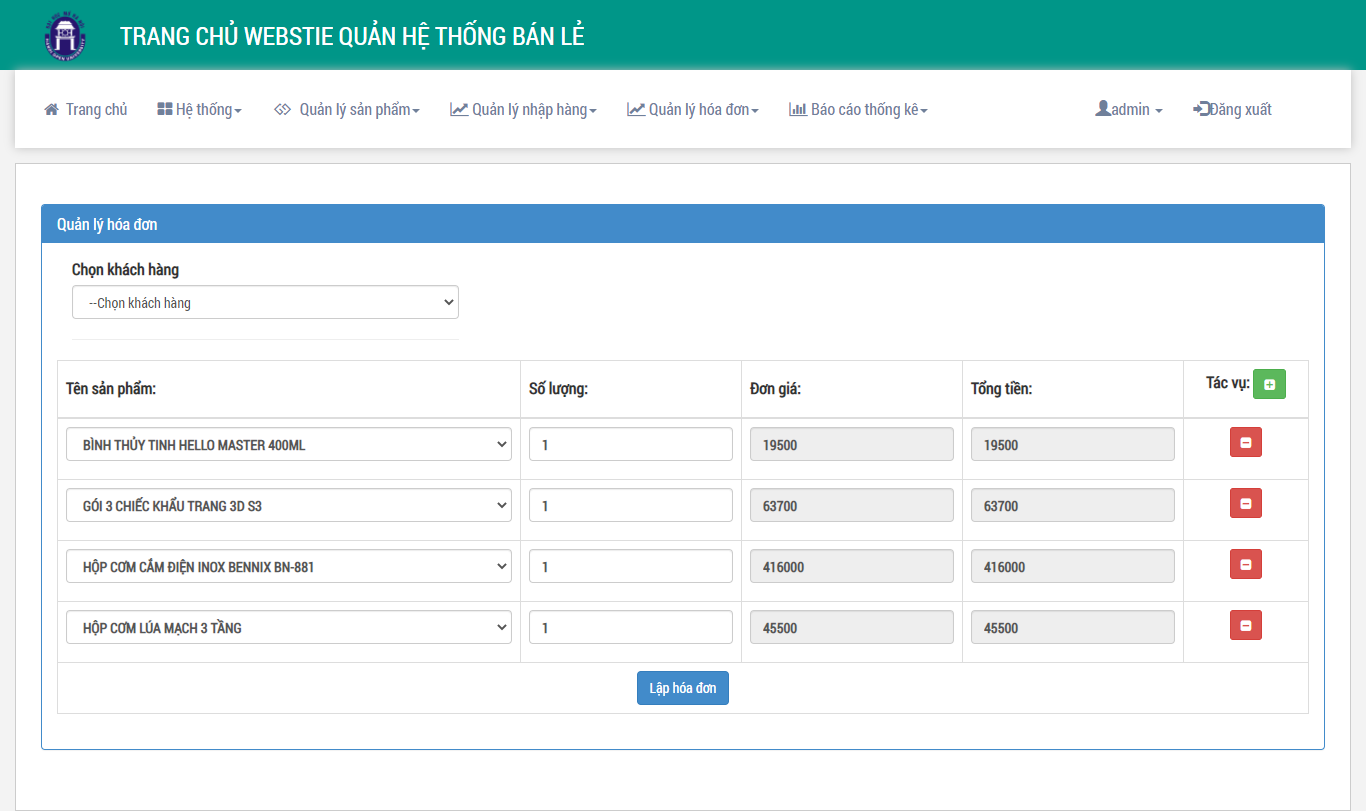 TRANG CHỦ WEBSTIE QUẢN HỆ THỐNG BÁN LẺ
Trang chủ Hệ thống Quản lý sản phẩm Quản lý nhập hàng Quản lý hóa đơn Báo cáo thống kê admin Đăng xuất
Quản lý hóa đơn
Chọn khách hàng
--Chọn khách hàng
Tên sản phẩm: Số lượng: Đơn giá: Tổng tiền: Tác vụ:
BÌNH THỦY TINH HELLO MASTER 400ML 1 19500 19500
GÓI 3 CHIẾC KHẨU TRANG 3D S3 1 63700 63700
HỘP CƠM CẮM ĐIỆN INOX BENNIX BN-881 1 416000 416000
HỘP CƠM LÚA MẠCH 3 TẦNG 1 45500 45500
Lập hóa đơn